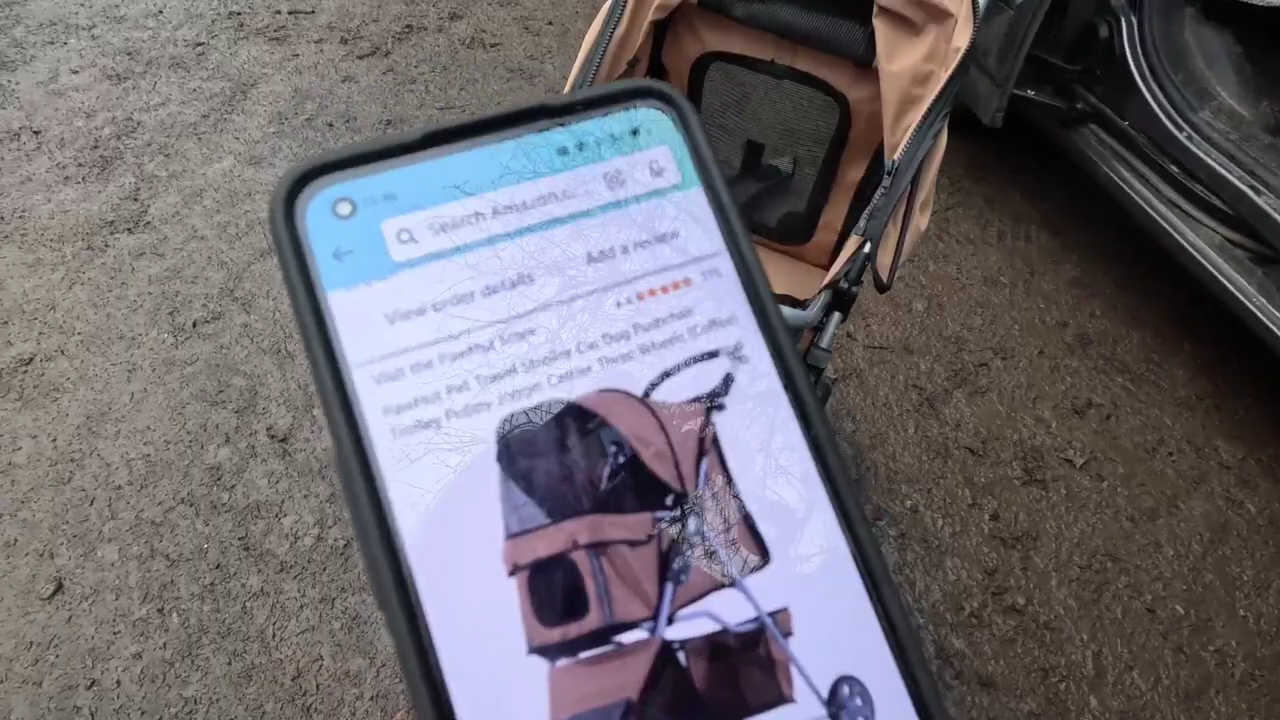 Search Amazon.c
View order details
Add a review
Visit the PawHut Store
PawHut Pet Travel Stroller Cat Dog Pushchair
Trolley Puppy Jogger Carrier Three Wheels (Coffee)